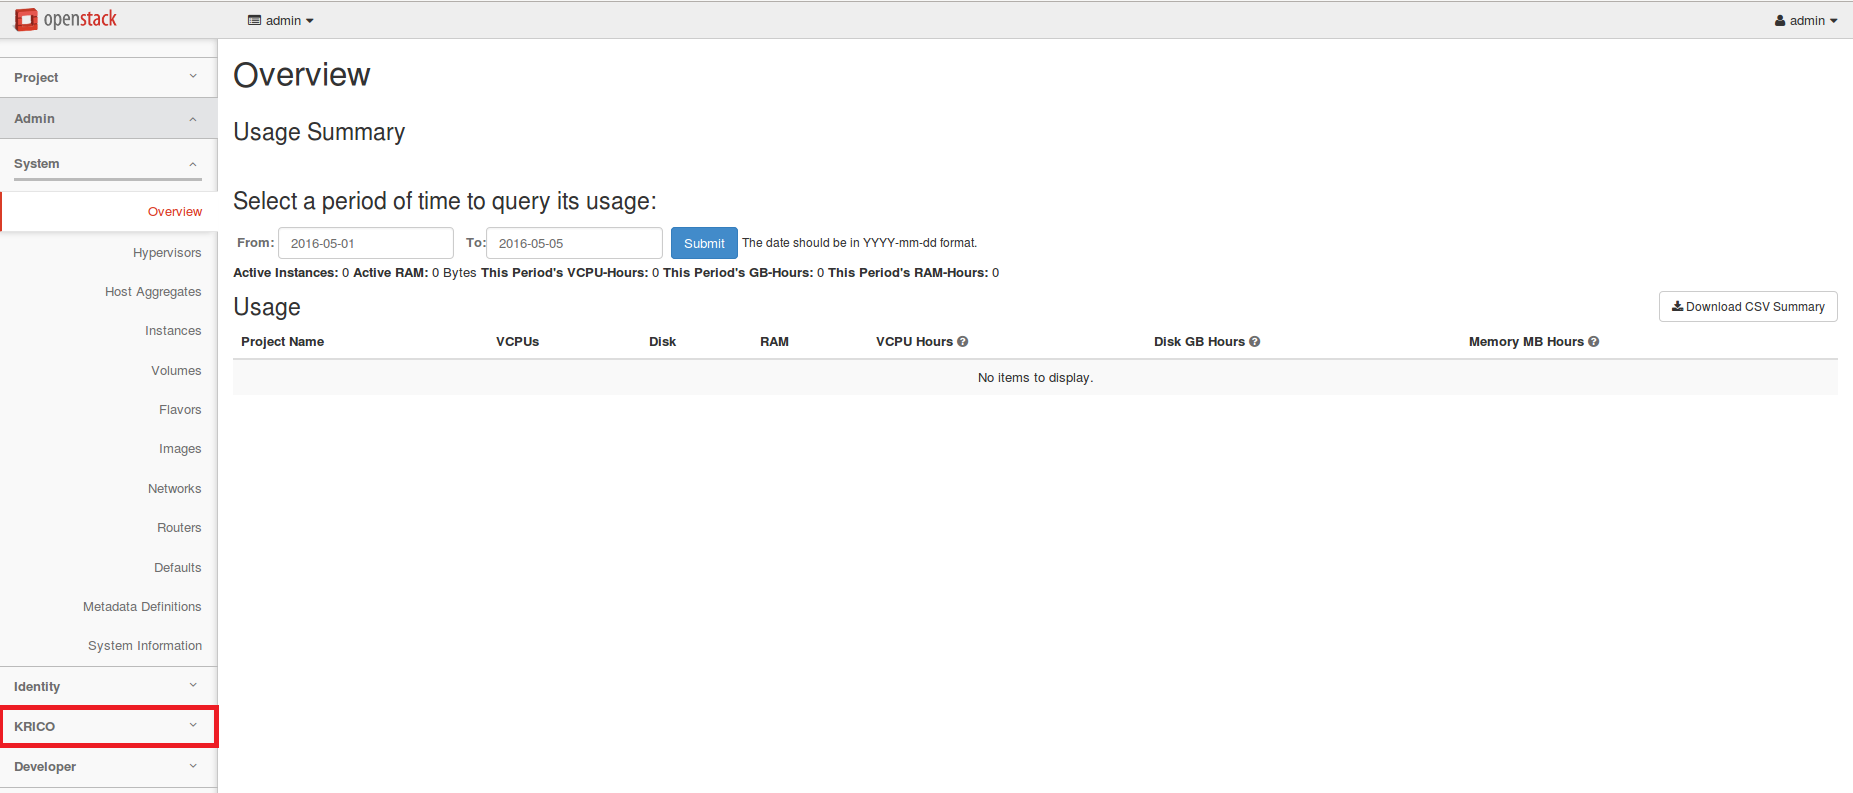 openstack
admin
admin
Project
Admin
System
Overview
Hypervisors
Host Aggregates
Instances
Volumes
Flavors
Images
Networks
Routers
Defaults
Metadata Definitions
System Information
Identity
KRICO
Developer
Overview
Usage Summary
Select a period of time to query its usage:
From: 2016-05-01 To: 2016-05-05 Submit The date should be in YYYY-mm-dd format.
Active Instances: 0 Active RAM: 0 Bytes This Period's VCPU-Hours: 0 This Period's GB-Hours: 0 This Period's RAM-Hours: 0
Usage
Download CSV Summary
Project Name VCPUs Disk RAM VCPU Hours Disk GB Hours Memory MB Hours
No items to display.